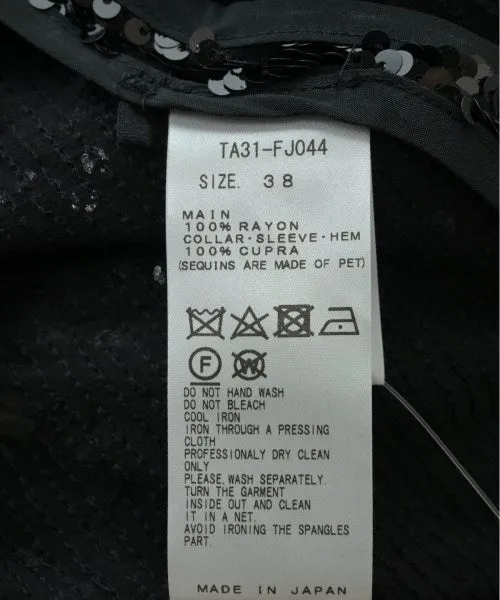 TA31-FJ044
SIZE. 38
MAIN
100% RAYON
COLLAR・SLEEVE・HEM
100% CUPRA
(SEQUINS ARE MADE OF PET)
F W
DO NOT HAND WASH
DO NOT BLEACH
COOL IRON
IRON THROUGH A PRESSING
CLOTH
PROFESSIONALY DRY CLEAN
ONLY
PLEASE,WASH SEPARATELY.
TURN THE GARMENT
INSIDE OUT AND CLEAN
IT IN A NET.
AVOID IRONING THE SPANGLES
PART.
MADE IN JAPAN